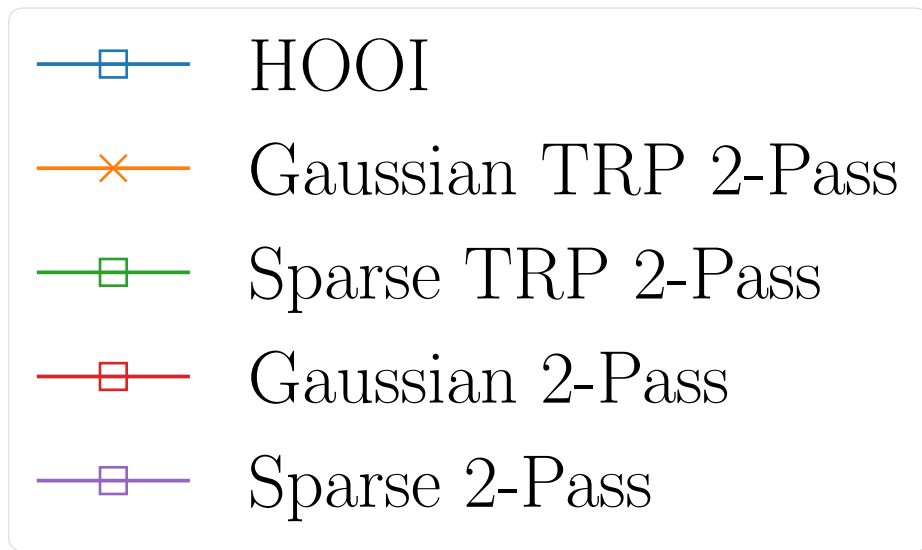 HOOI
Gaussian TRP 2-Pass
Sparse TRP 2-Pass
Gaussian 2-Pass
Sparse 2-Pass